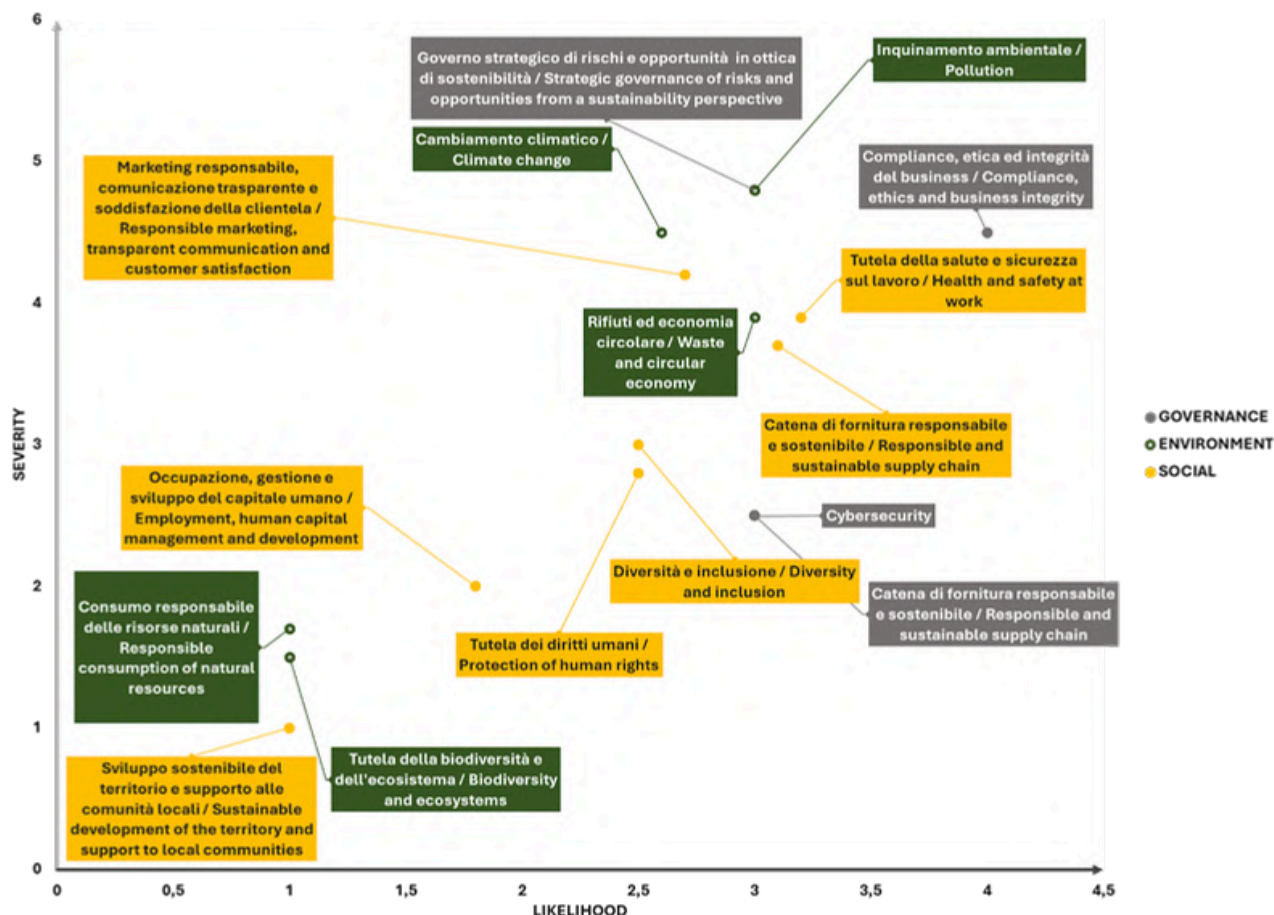 6
5
4
3
2
1
0
SEVERITY
Governo strategico di rischi e opportunità in ottica
di sostenibilità / Strategic governance of risks and
opportunities from a sustainability perspective
Inquinamento ambientale /
Pollution
Cambiamento climatico /
Climate change
Marketing responsabile,
comunicazione trasparente e
soddisfazione della clientela /
Responsible marketing,
transparent communication and
customer satisfaction
Compliance, etica ed integrità
del business / Compliance,
ethics and business integrity
Tutela della salute e sicurezza
sul lavoro / Health and safety at
work
Rifiuti ed economia
circolare / Waste
and circular
economy
Catena di fornitura responsabile
e sostenibile / Responsible and
sustainable supply chain
GOVERNANCE
ENVIRONMENT
SOCIAL
Occupazione, gestione e
sviluppo del capitale umano /
Employment, human capital
management and development
Cybersecurity
Diversità e inclusione / Diversity
and inclusion
Catena di fornitura responsabile
e sostenibile / Responsible and
sustainable supply chain
Consumo responsabile
delle risorse naturali /
Responsible
consumption of natural
resources
Tutela dei diritti umani /
Protection of human rights
Tutela della biodiversità e
dell'ecosistema / Biodiversity
and ecosystems
Sviluppo sostenibile del
territorio e supporto alle
comunità locali / Sustainable
development of the territory and
support to local communities
0 0,5 1 1,5 2 2,5 3 3,5 4 4,5
LIKELIHOOD